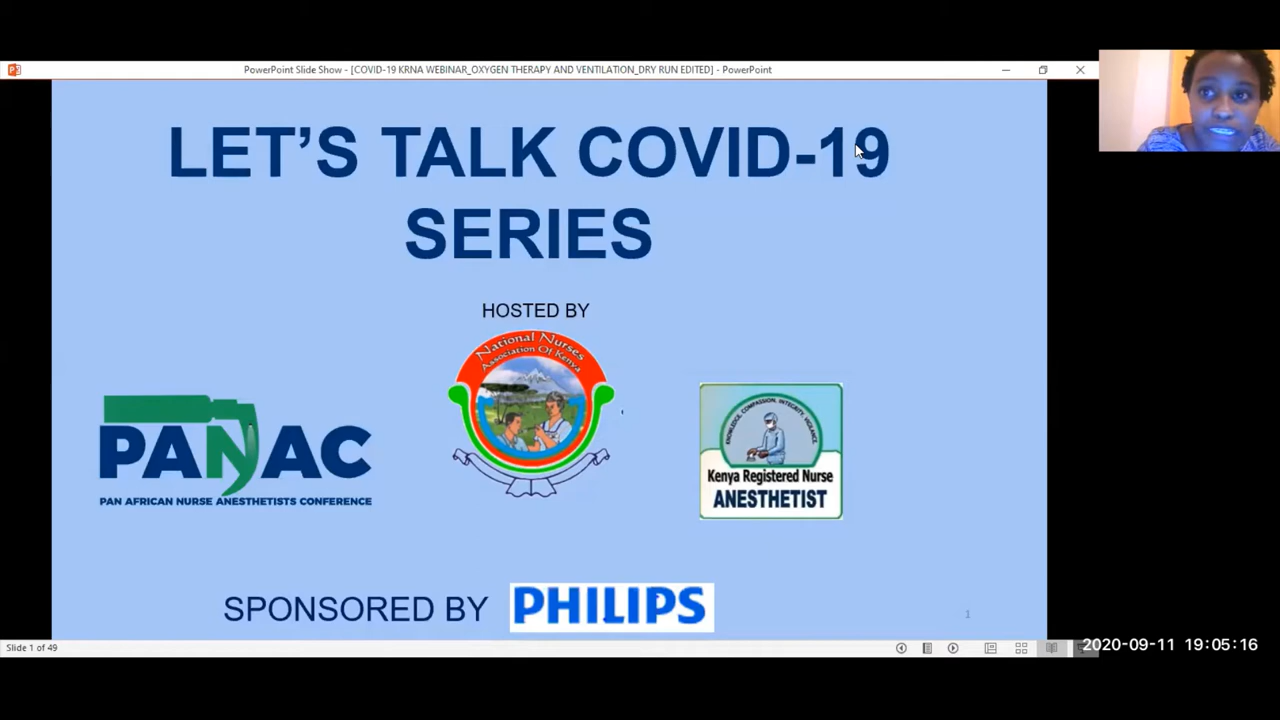 PowerPoint Slide Show - [COVID-19 KRNA WEBINAR_OXYGEN THERAPY AND VENTILATION_DRY RUN EDITED] - PowerPoint
LET'S TALK COVID-19
SERIES
HOSTED BY
National Nurses
Association Of Kenya
PANAC
PAN AFRICAN NURSE ANESTHETISTS CONFERENCE
KNOWLEDGE, COMPASSION, INTEGRITY, VIGILANCE.
Kenya Registered Nurse
ANESTHETIST
SPONSORED BY PHILIPS
1
Slide 1 of 49
2020-09-11 19:05:16